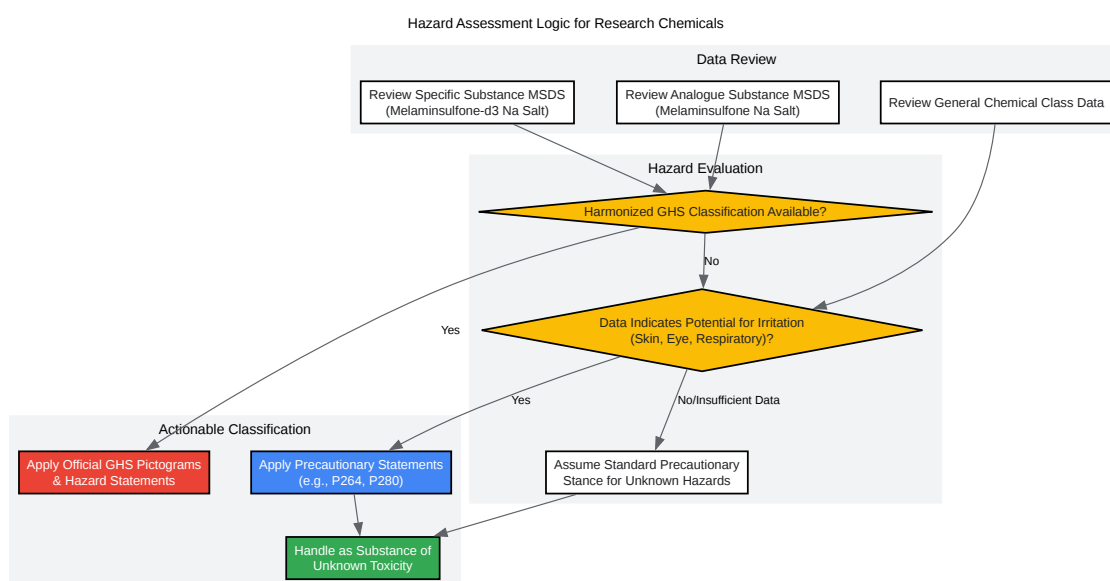 Hazard Assessment Logic for Research Chemicals
Data Review
Review Specific Substance MSDS
(Melaminsulfone-d3 Na Salt)
Review Analogue Substance MSDS
(Melaminsulfone Na Salt)
Review General Chemical Class Data
Hazard Evaluation
Harmonized GHS Classification Available?
No
Data Indicates Potential for Irritation
(Skin, Eye, Respiratory)?
Yes
Yes
No/Insufficient Data
Actionable Classification
Apply Official GHS Pictograms
& Hazard Statements
Apply Precautionary Statements
(e.g., P264, P280)
Assume Standard Precautionary
Stance for Unknown Hazards
Handle as Substance of
Unknown Toxicity